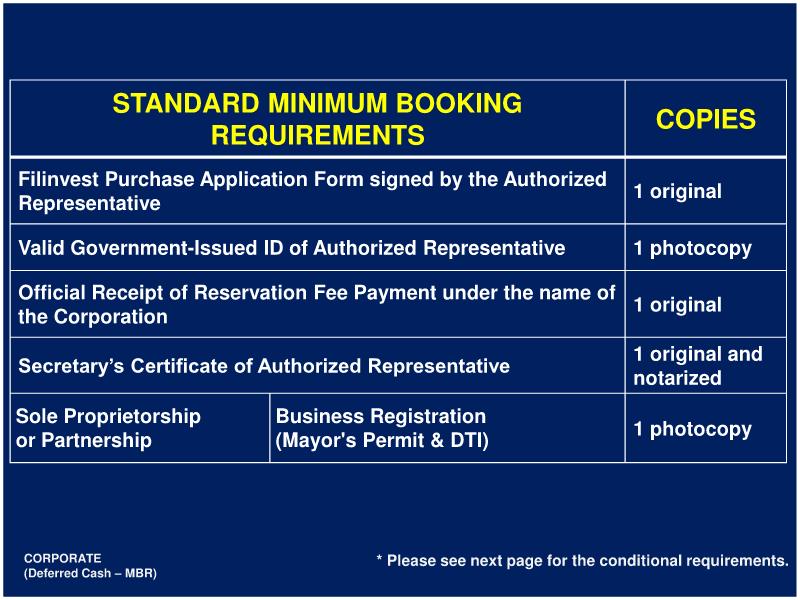 STANDARD MINIMUM BOOKING
REQUIREMENTS
COPIES
Filinvest Purchase Application Form signed by the Authorized
Representative
1 original
Valid Government-Issued ID of Authorized Representative
1 photocopy
Official Receipt of Reservation Fee Payment under the name of
the Corporation
1 original
Secretary’s Certificate of Authorized Representative
1 original and
notarized
Sole Proprietorship
or Partnership
Business Registration
(Mayor's Permit & DTI)
1 photocopy
CORPORATE
(Deferred Cash – MBR)
* Please see next page for the conditional requirements.